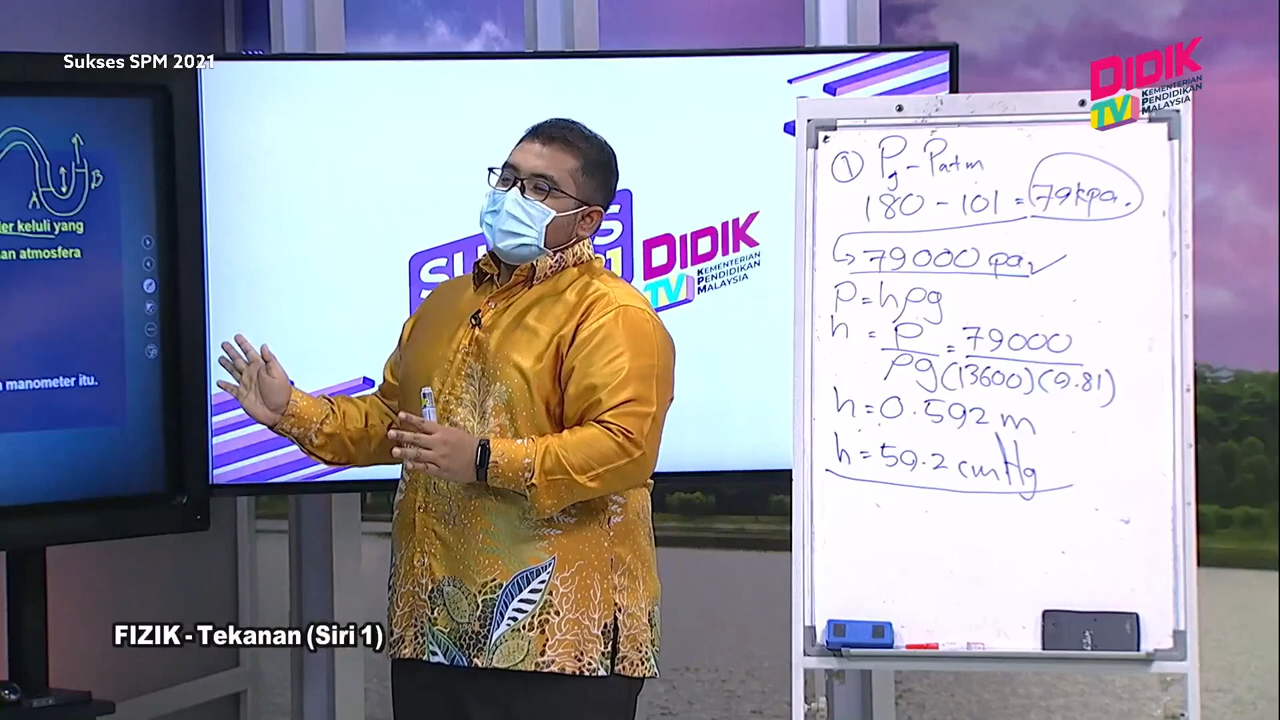 Sukses SPM 2021
DIDIK
TV
KEMENTERIAN
PENDIDIKAN
MALAYSIA
B
keluli yang
an atmosfera
manometer itu.
DIDIK
TV
KEMENTERIAN
PENDIDIKAN
MALAYSIA
① Pg - Patm
180 - 101 = 79kpa.
↳ 79000 pa ✓
P = hρg
h = P/ρg = 79000/(13600)(9.81)
h = 0.592 m
h = 59.2 cmHg
FIZIK - Tekanan (Siri 1)